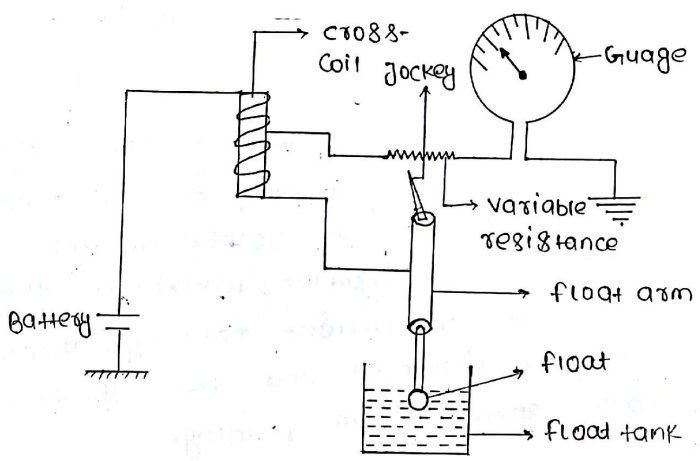 cross-
coil
Jockey
Guage
variable
resistance
float arm
Battery
float
float tank